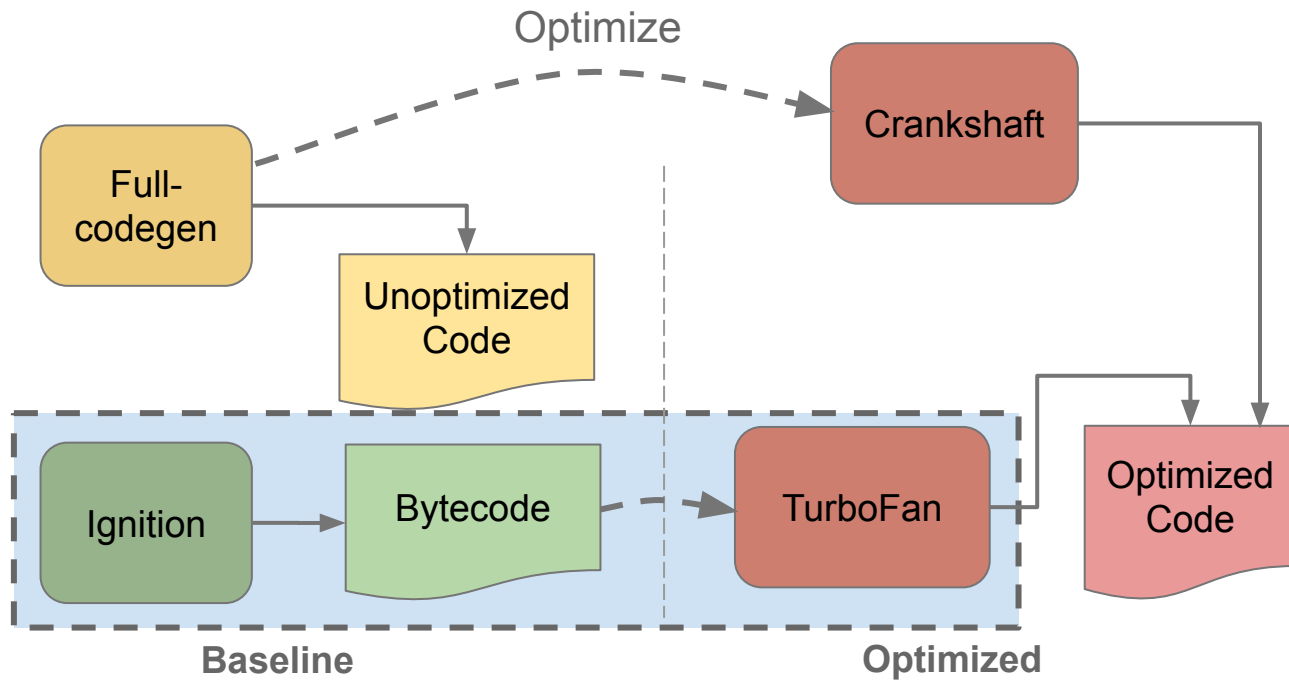 Optimize
Crankshaft
Full-
codegen
Unoptimized
Code
Ignition
Bytecode
TurboFan
Optimized
Code
Baseline
Optimized